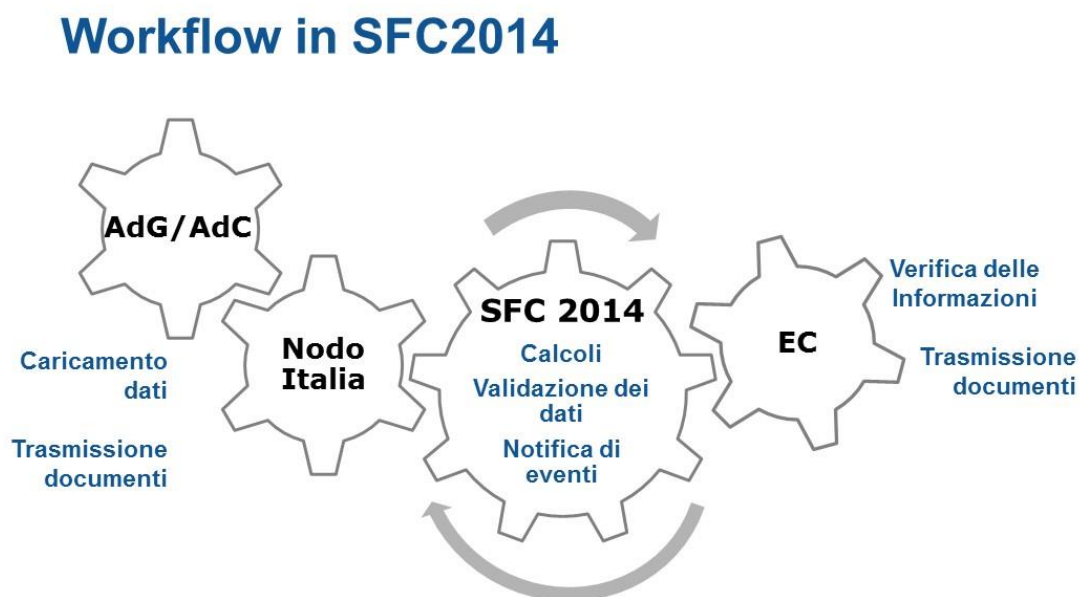 Workflow in SFC2014
AdG/AdC
Caricamento
dati
Trasmissione
documenti
Nodo
Italia
SFC 2014
Calcoli
Validazione dei
dati
Notifica di
eventi
EC
Verifica delle
Informazioni
Trasmissione
documenti